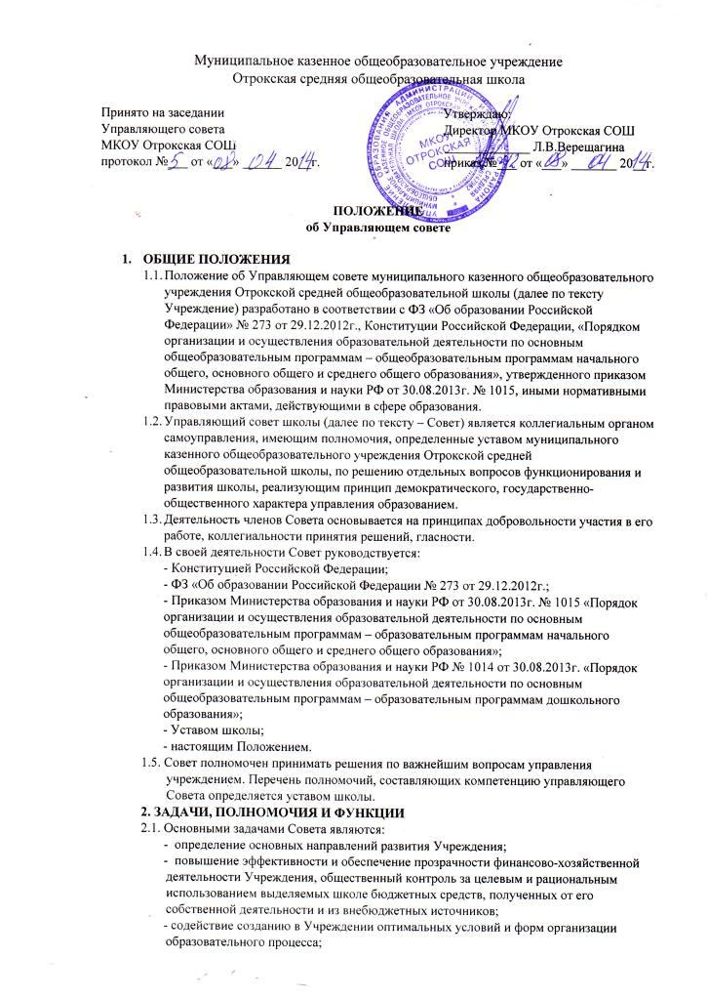 Муниципальное казенное общеобразовательное учреждение
Отрокская средняя общеобразовательная школа
Принято на заседании
Управляющего совета
МКОУ Отрокская СОШ
протокол № 5 от «08» 04 2014г.
Утверждаю:
Директор МКОУ Отрокская СОШ
Л.В.Верещагина
приказ № 42 от «08» 04 2014г.
МКОУ
ОТРОКСКАЯ
СОШ
ПОЛОЖЕНИЕ
об Управляющем совете
1. ОБЩИЕ ПОЛОЖЕНИЯ
1.1. Положение об Управляющем совете муниципального казенного общеобразовательного
учреждения Отрокской средней общеобразовательной школы (далее по тексту
Учреждение) разработано в соответствии с ФЗ «Об образовании Российской
Федерации» № 273 от 29.12.2012г., Конституции Российской Федерации, «Порядком
организации и осуществления образовательной деятельности по основным
общеобразовательным программам – общеобразовательным программам начального
общего, основного общего и среднего общего образования», утвержденного приказом
Министерства образования и науки РФ от 30.08.2013г. № 1015, иными нормативными
правовыми актами, действующими в сфере образования.
1.2. Управляющий совет школы (далее по тексту – Совет) является коллегиальным органом
самоуправления, имеющим полномочия, определенные уставом муниципального
казенного общеобразовательного учреждения Отрокской средней
общеобразовательной школы, по решению отдельных вопросов функционирования и
развития школы, реализующим принцип демократического, государственно-
общественного характера управления образованием.
1.3. Деятельность членов Совета основывается на принципах добровольности участия в его
работе, коллегиальности принятия решений, гласности.
1.4. В своей деятельности Совет руководствуется:
- Конституцией Российской Федерации;
- ФЗ «Об образовании Российской Федерации № 273 от 29.12.2012г.;
- Приказом Министерства образования и науки РФ от 30.08.2013г. № 1015 «Порядок
организации и осуществления образовательной деятельности по основным
общеобразовательным программам – образовательным программам начального
общего, основного общего и среднего общего образования»;
- Приказом Министерства образования и науки РФ № 1014 от 30.08.2013г. «Порядок
организации и осуществления образовательной деятельности по основным
общеобразовательным программам – образовательным программам дошкольного
образования»;
- Уставом школы;
- настоящим Положением.
1.5. Совет полномочен принимать решения по важнейшим вопросам управления
учреждением. Перечень полномочий, составляющих компетенцию управляющего
Совета определяется уставом школы.
2. ЗАДАЧИ, ПОЛНОМОЧИЯ И ФУНКЦИИ
2.1. Основными задачами Совета являются:
- определение основных направлений развития Учреждения;
- повышение эффективности и обеспечение прозрачности финансово-хозяйственной
деятельности Учреждения, общественный контроль за целевым и рациональным
использованием выделяемых школе бюджетных средств, полученных от его
собственной деятельности и из внебюджетных источников;
- содействие созданию в Учреждении оптимальных условий и форм организации
образовательного процесса;